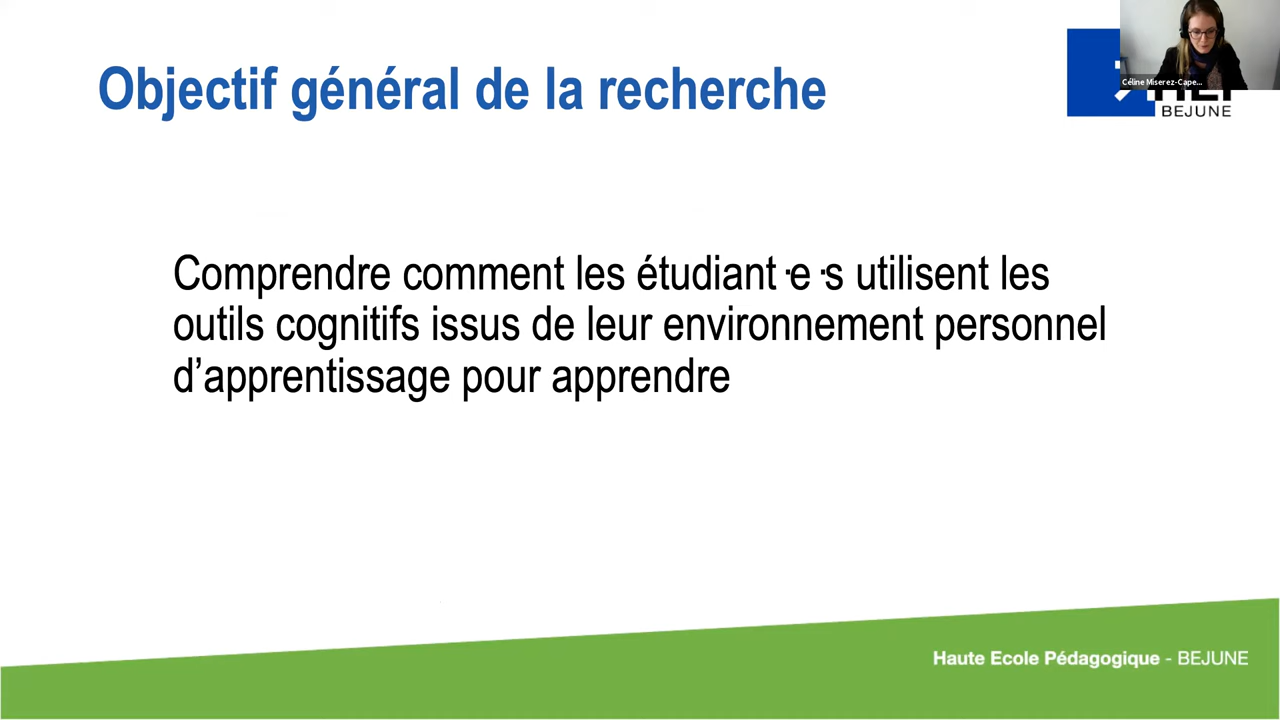 Objectif général de la recherche
Céline Miserez-Cape...
BEJUNE
Comprendre comment les étudiant·e·s utilisent les
outils cognitifs issus de leur environnement personnel
d’apprentissage pour apprendre
Haute Ecole Pédagogique - BEJUNE